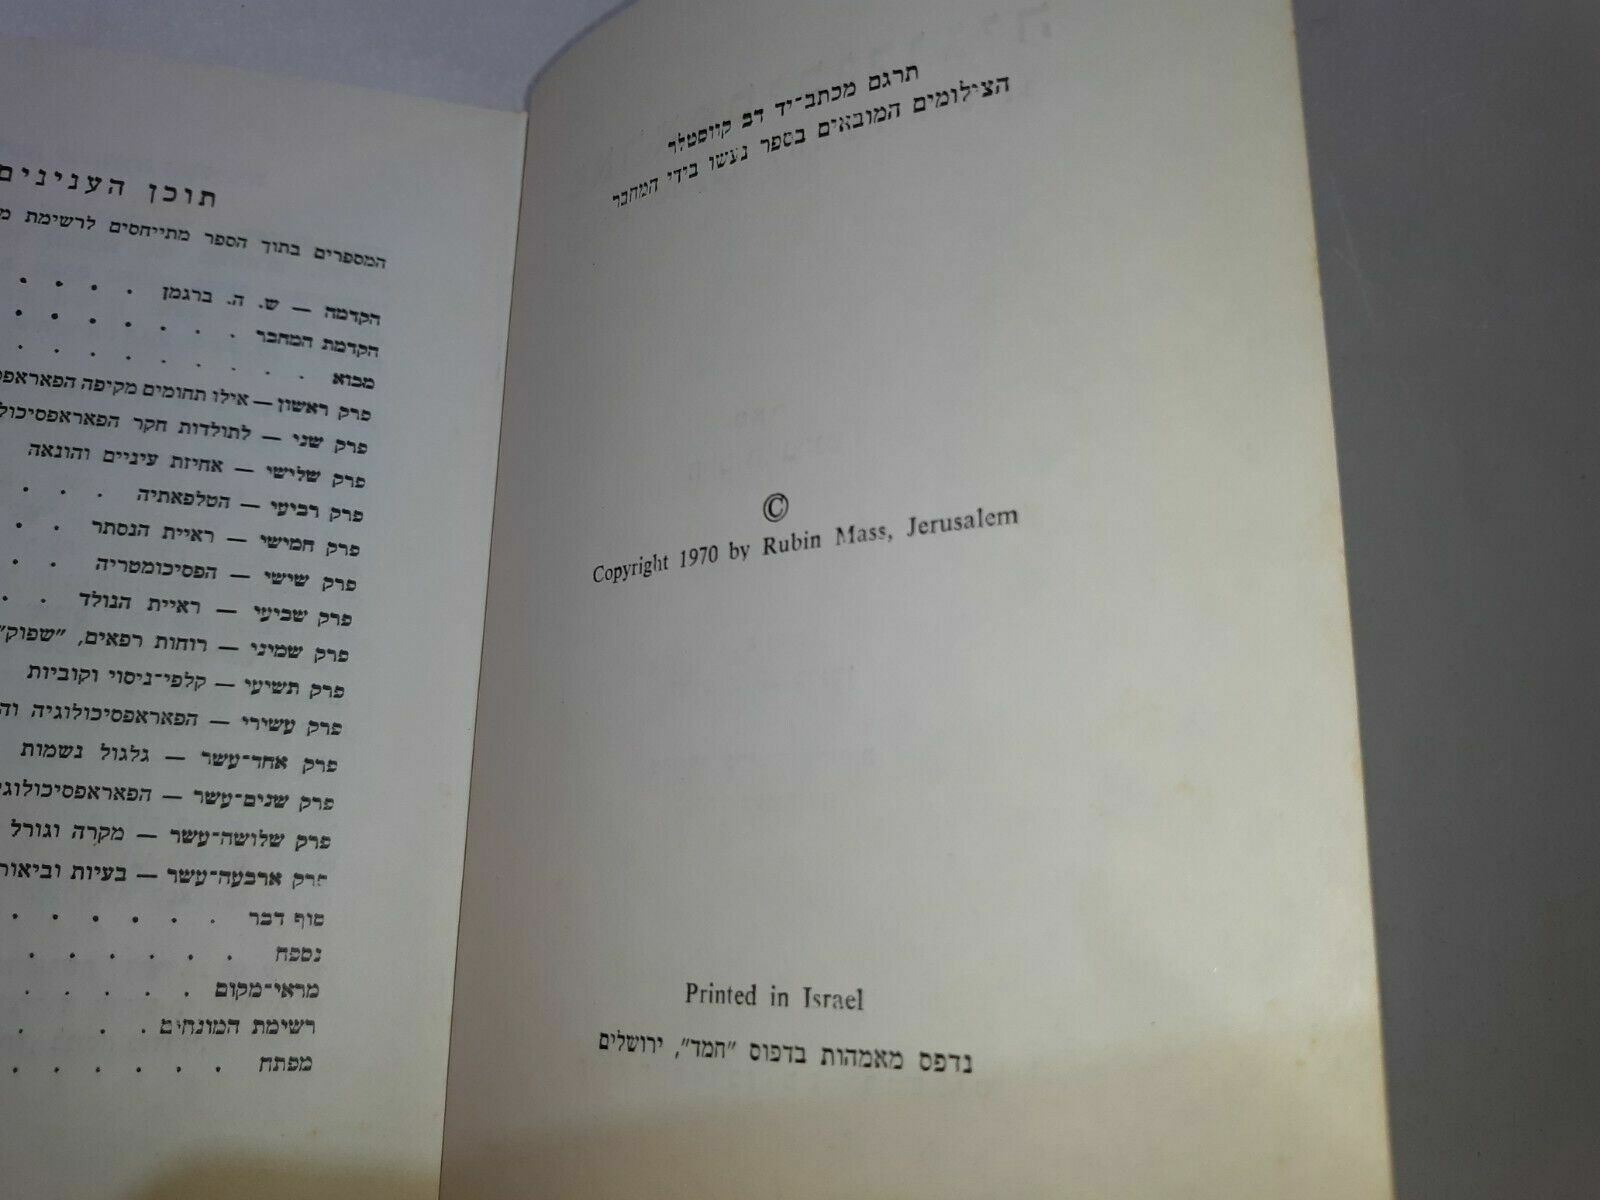 תרגם מכתב־יד דב קווסטלר
הצילומים המובאים בספר נעשו בידי המחבר
©
Copyright 1970 by Rubin Mass, Jerusalem
Printed in Israel
נדפס מאמהות בדפוס "חמד", ירושלים
תוכן הענינים
המספרים בתוך הספר מתייחסים לרשימת
הקדמה — ש. ה. ברגמן . . . .
הקדמת המחבר . . . . . . .
מבוא . . . . . . . . .
פרק ראשון — אילו תחומים מקיפה
פרק שני — לתולדות חקר
פרק שלישי — אחיזת עיניים והונאה
פרק רביעי — הטלפאתיה . . . .
פרק חמישי — ראיית הנסתר . .
פרק שישי — הפסיכומטריה . . .
פרק שביעי — ראיית הנולד . . .
פרק שמיני — רוחות רפאים, "שפוק"
פרק תשיעי — קלפי־ניסוי וקוביות
פרק עשירי — הפאראפסיכולוגיה
פרק אחד־עשר — גלגול נשמות
פרק שנים־עשר —
פרק שלושה־עשר — מקרה וגורל
פרק ארבעה־עשר — בעיות
סוף דבר . . . . . .
נספח . . . . . . .
מראי־מקום . . . . . .
רשימת המונחים . . . .
מפתח . . . . . . .